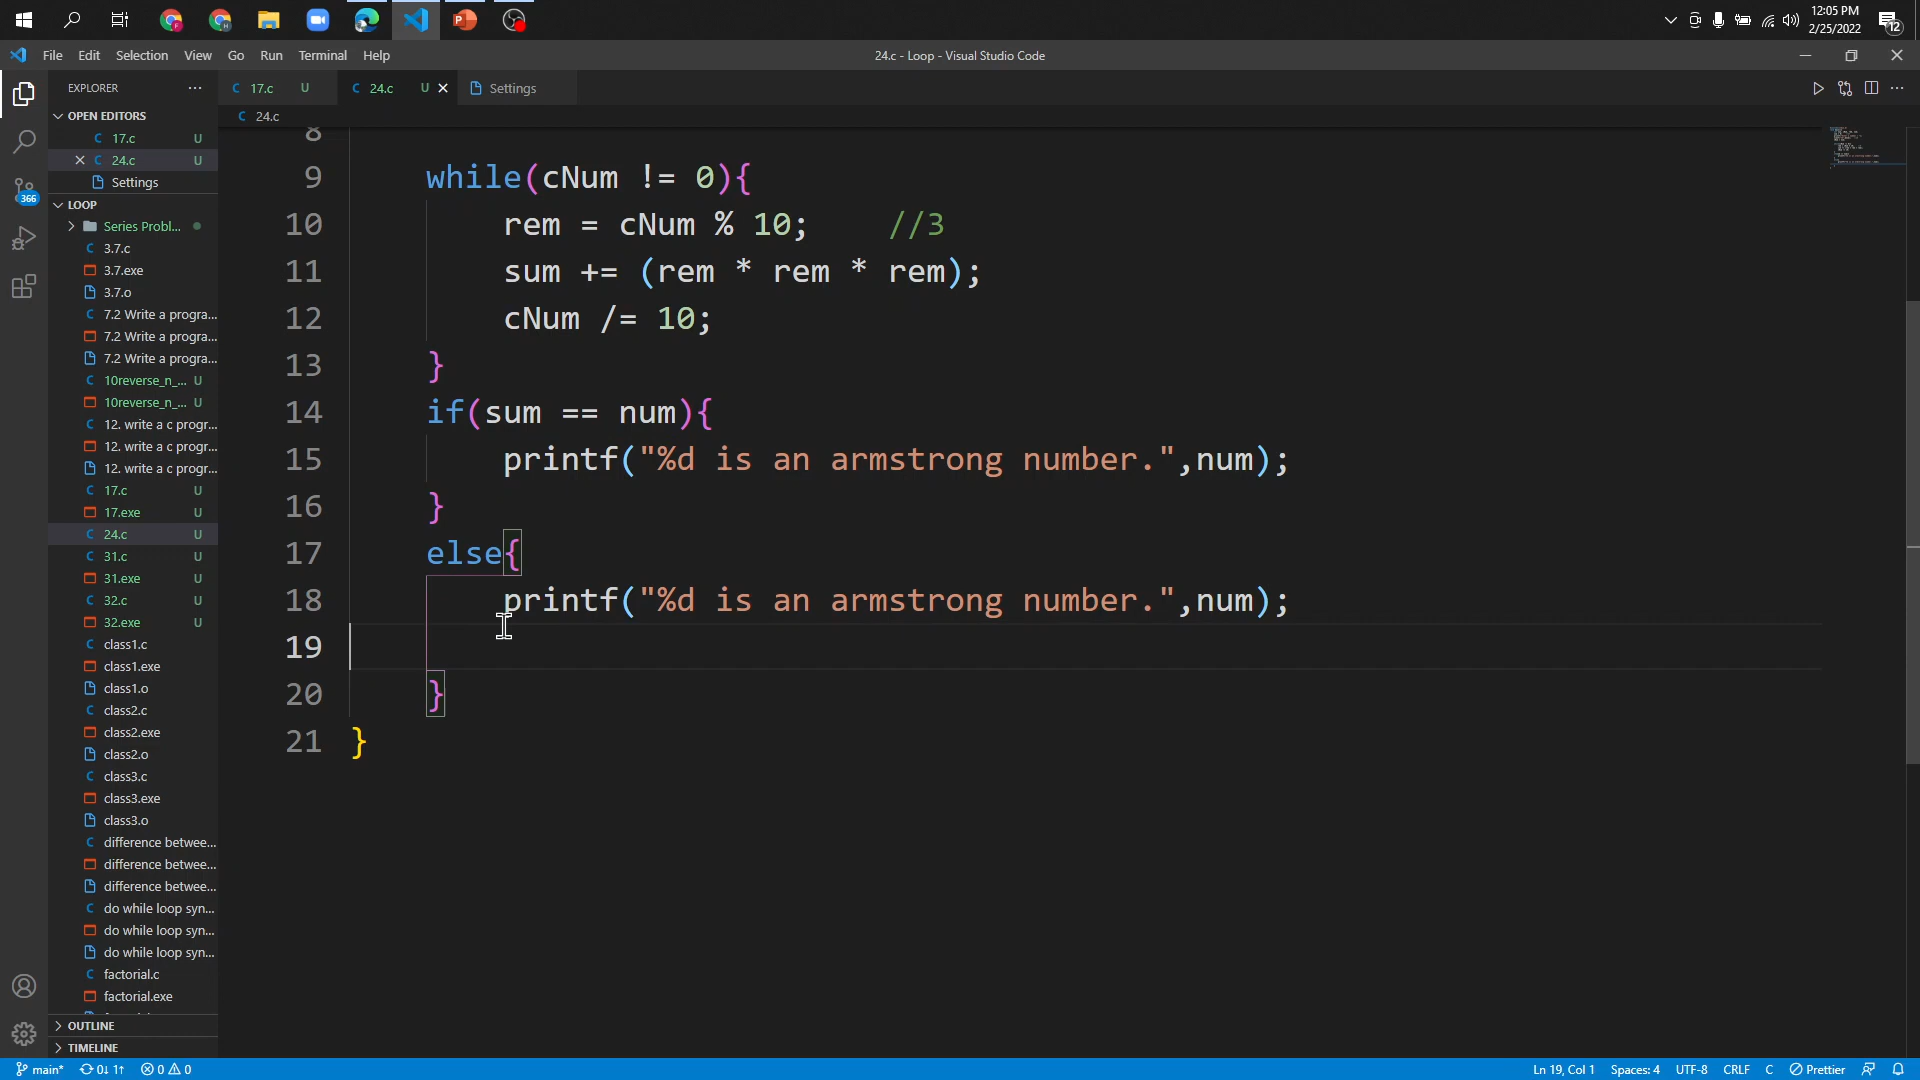 12:05 PM
2/25/2022
12
File Edit Selection View Go Run Terminal Help
24.c - Loop - Visual Studio Code
EXPLORER
OPEN EDITORS
C 17.c U
C 24.c U
Settings
LOOP
Series Probl...
C 3.7.c
3.7.exe
3.7.o
C 7.2 Write a progra...
7.2 Write a progra...
7.2 Write a progra...
C 10reverse_n_... U
10reverse_n_... U
C 12. write a c progr...
12. write a c progr...
12. write a c progr...
C 17.c U
17.exe U
C 24.c U
C 31.c U
31.exe U
C 32.c U
32.exe U
C class1.c
class1.exe
class1.o
C class2.c
class2.exe
class2.o
C class3.c
class3.exe
class3.o
C difference betwee...
difference betwee...
difference betwee...
C do while loop syn...
do while loop syn...
do while loop syn...
C factorial.c
factorial.exe
OUTLINE
TIMELINE
366
C 17.c U C 24.c U Settings
C 24.c
8
9 while(cNum != 0){
10 rem = cNum % 10; //3
11 sum += (rem * rem * rem);
12 cNum /= 10;
13 }
14 if(sum == num){
15 printf("%d is an armstrong number.",num);
16 }
17 else{
18 printf("%d is an armstrong number.",num);
19
20 }
21 }
main* 0↓ 1↑ 0 0 Ln 19, Col 1 Spaces: 4 UTF-8 CRLF C Prettier